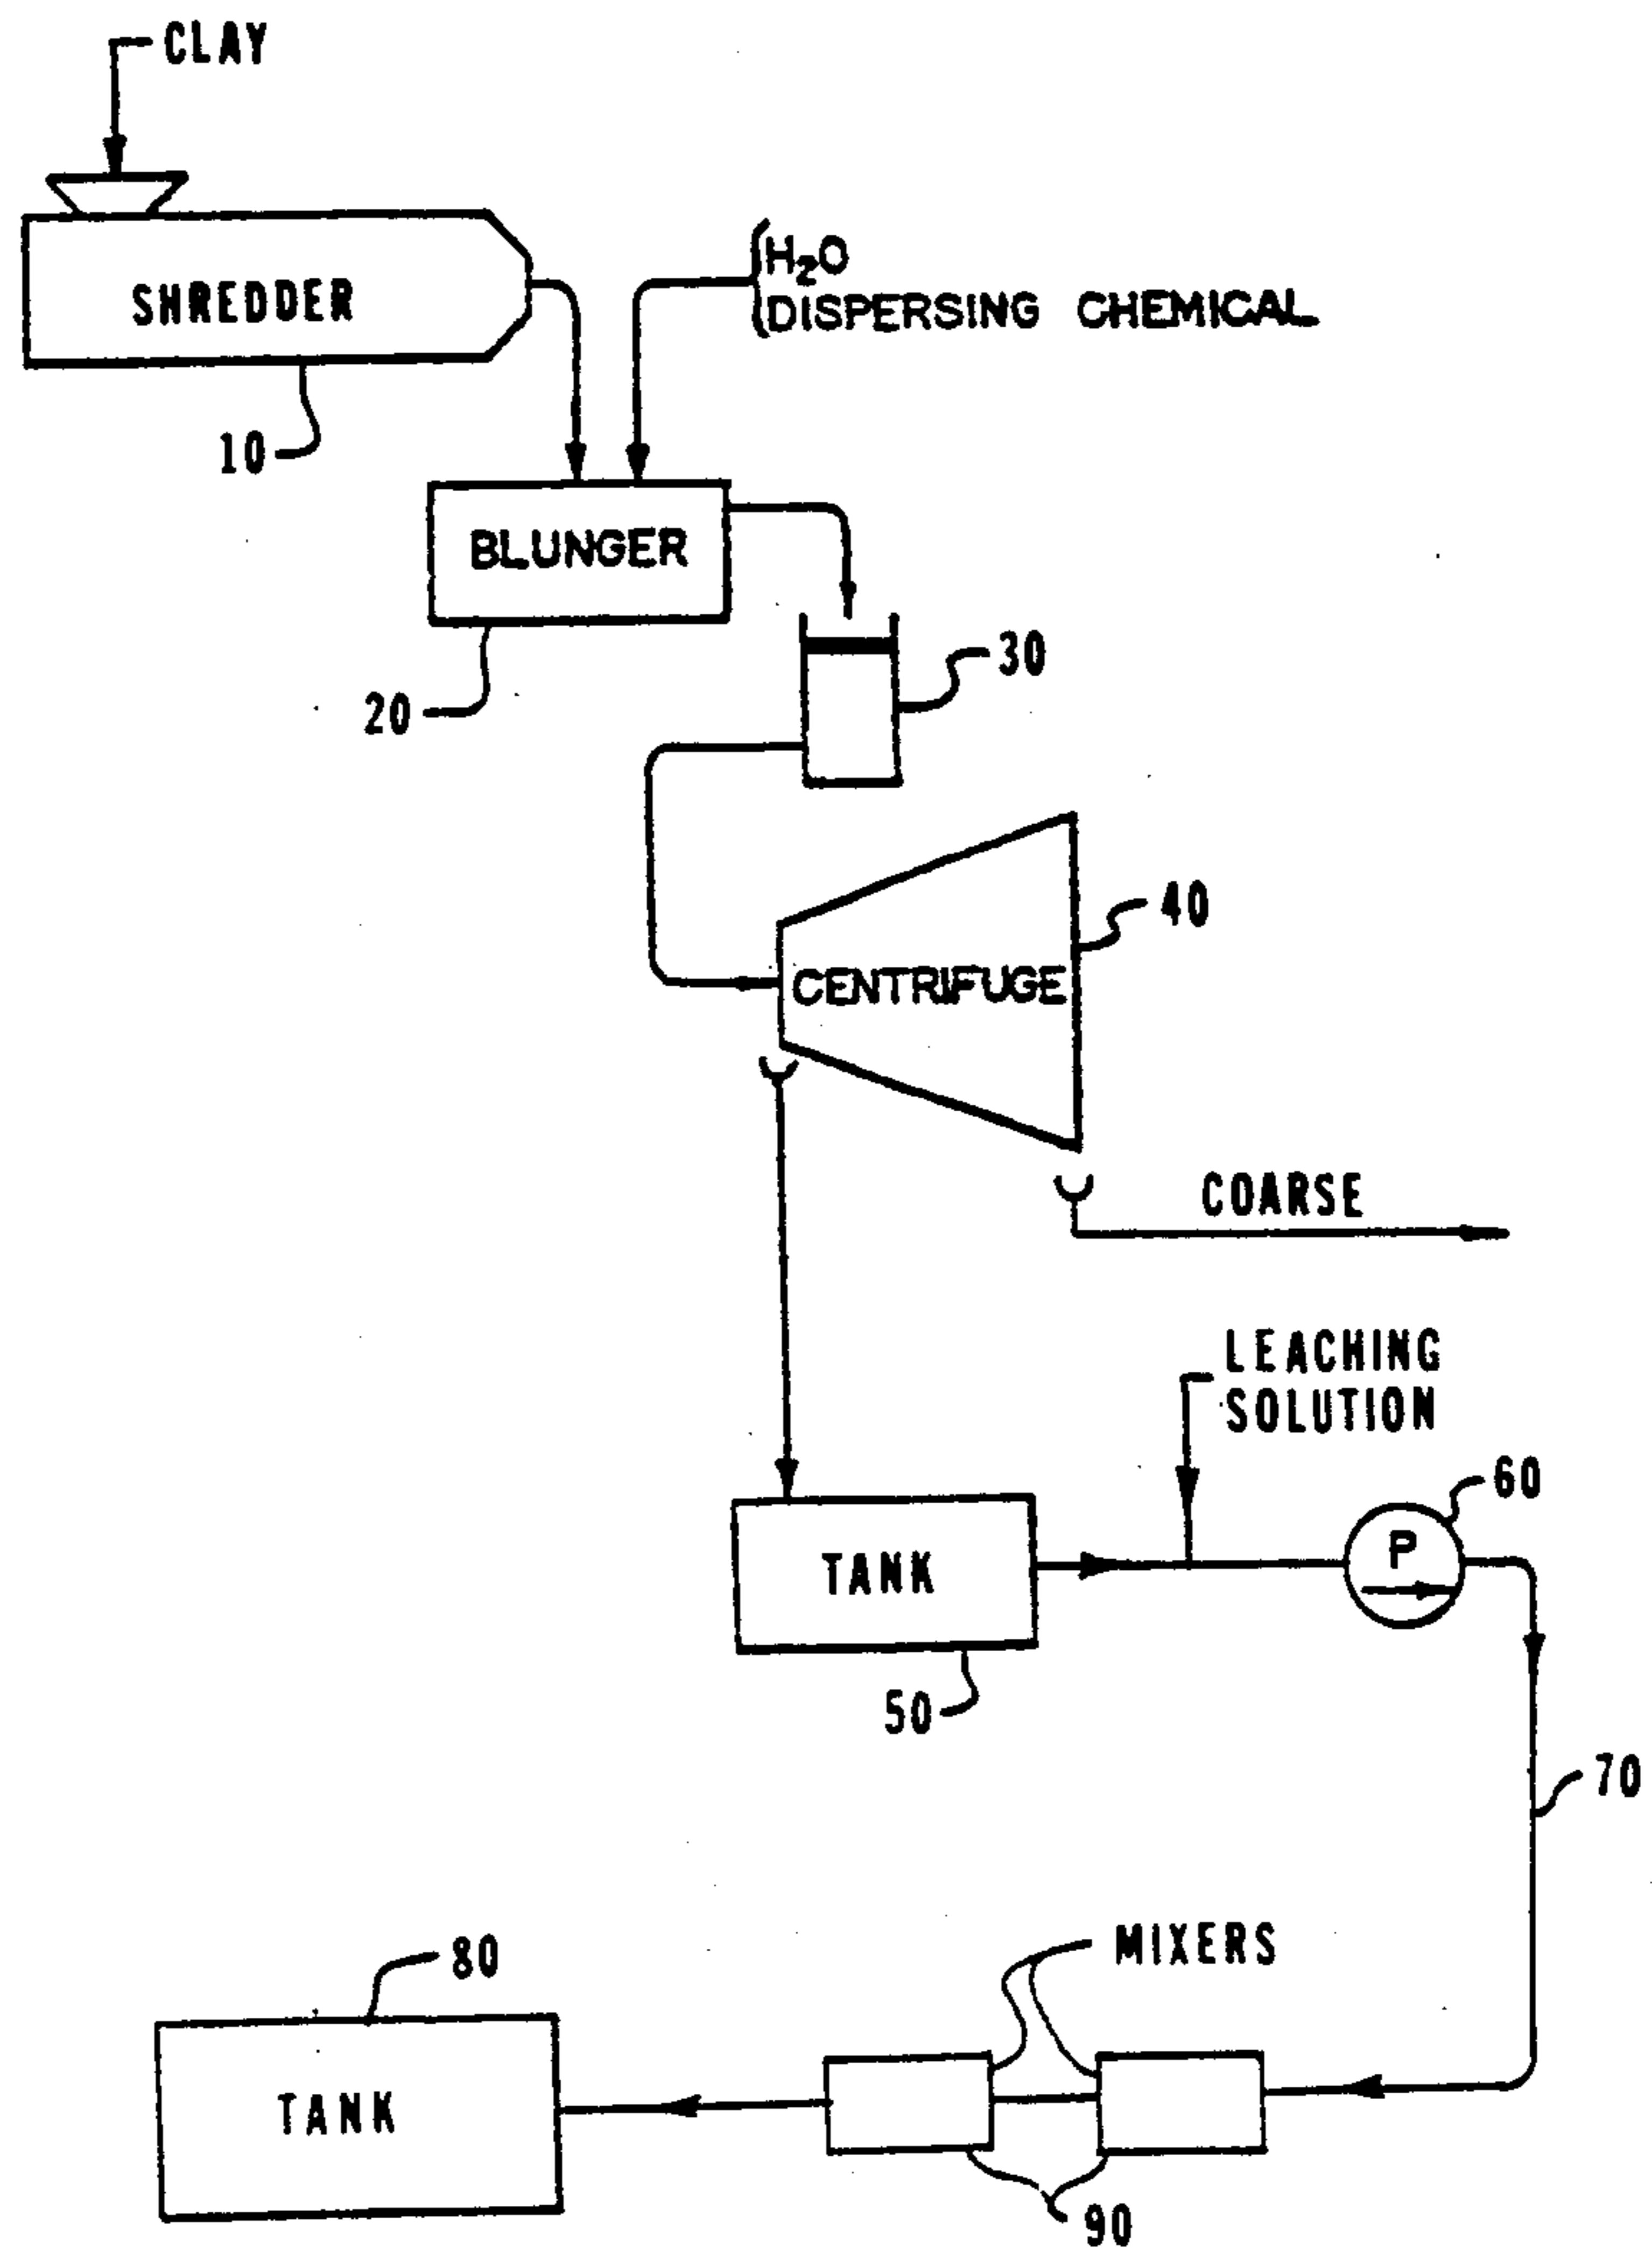 CLAY
SHREDDER
H₂O
DISPERSING CHEMICAL
10
BLUNGER
20
30
40
CENTRIFUGE
COARSE
LEACHING
SOLUTION
60
P
TANK
50
70
MIXERS
80
TANK
90